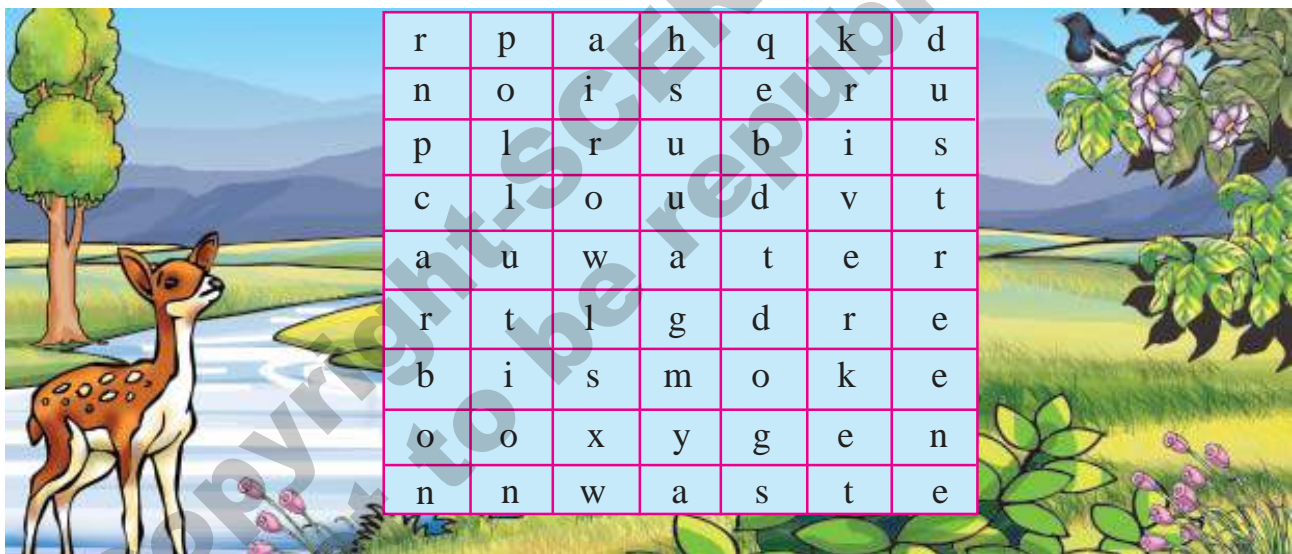 r p a h q k d
n o i s e r u
p l r u b i s
c l o u d v t
a u w a t e r
r t l g d r e
b i s m o k e
o o x y g e n
n n w a s t e